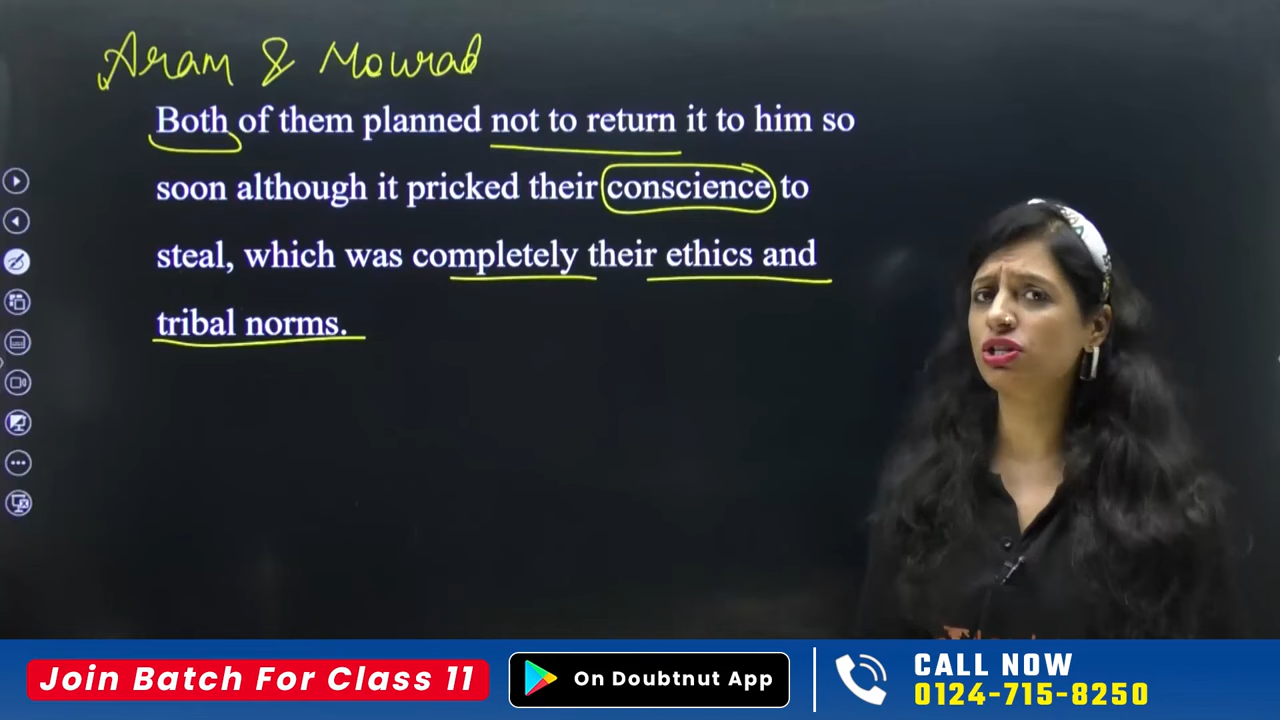 Aram & Mourad
Both of them planned not to return it to him so
soon although it pricked their conscience to
steal, which was completely their ethics and
tribal norms.
Join Batch For Class 11
On Doubtnut App
CALL NOW
0124-715-8250